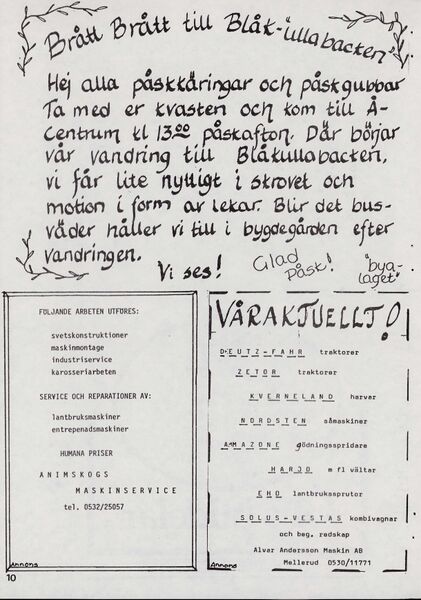 Brått Brått till Blåk-"ullabacken"
Hej alla påskkäringar och påskgubbar
Ta med er kvasten och kom till Å-
Centrum kl 13.00 påskafton. Där börjar
vår vandring till Blåkullabacken,
vi får lite nyttigt i skrovet och
motion i form av lekar. Blir det bus-
väder håller vi till i bygdegården efter
vandringen.
Vi ses!
Glad
Påsk!
"bya-
laget"
FÖLJANDE ARBETEN UTFÖRES:
svetskonstruktioner
maskinmontage
industriservice
karosseriarbeten
SERVICE OCH REPARATIONER AV:
lantbruksmaskiner
entrepenadsmaskiner
HUMANA PRISER
ANIMSKOGS
MASKINSERVICE
tel. 0532/25057
Annons
VÅRAKTUELLT!
DEUTZ-FAHR traktorer
ZETOR traktorer
KVERNELAND harvar
NORDSTEN såmaskiner
AMAZONE gödningsspridare
HARJO m fl vältar
EHO lantbrukssprutor
SOLUS-VESTAS kombivagnar
och beg. redskap
Alvar Andersson Maskin AB
Mellerud 0530/11771
Annons
10